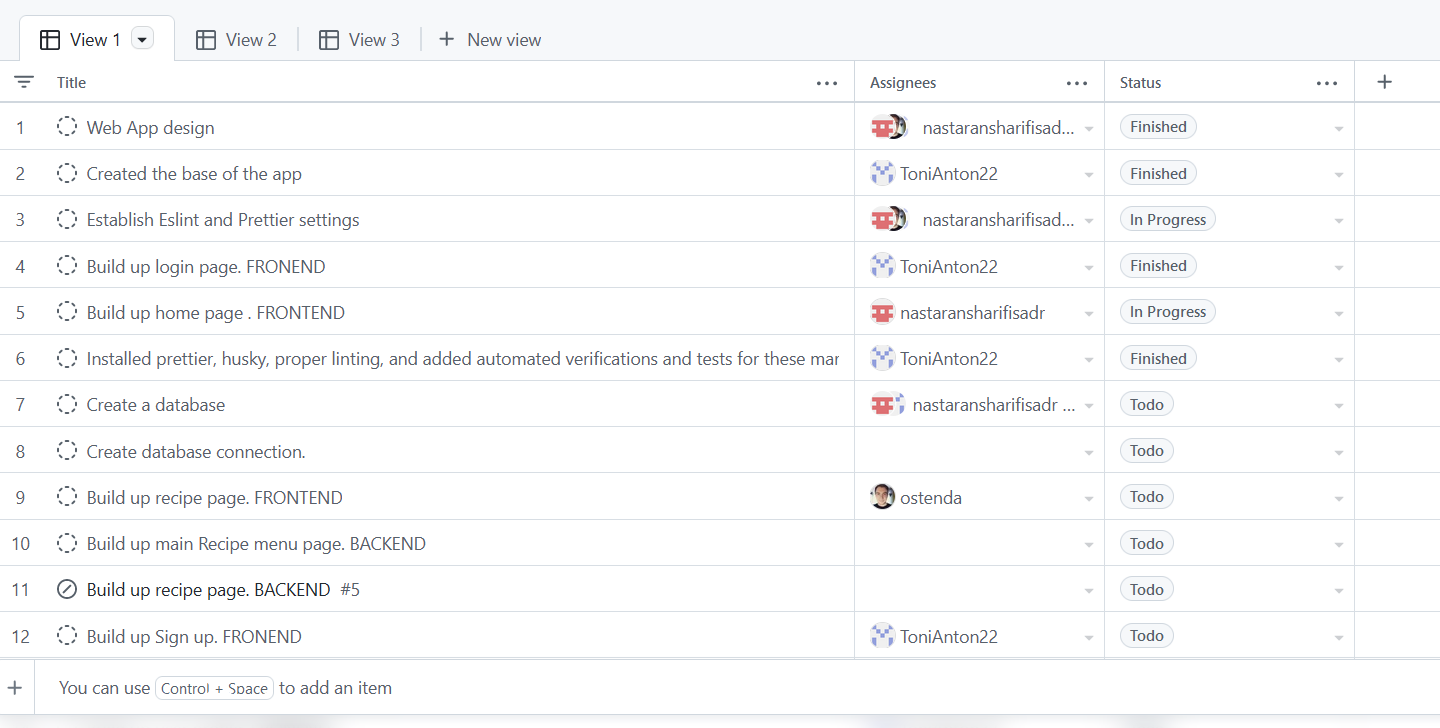 View 1 View 2 View 3 New view
Title Assignees Status
1 Web App design nastaransharifisad... Finished
2 Created the base of the app ToniAnton22 Finished
3 Establish Eslint and Prettier settings nastaransharifisad... In Progress
4 Build up login page. FRONEND ToniAnton22 Finished
5 Build up home page . FRONTEND nastaransharifisadr In Progress
6 Installed prettier, husky, proper linting, and added automated verifications and tests for these mar ToniAnton22 Finished
7 Create a database nastaransharifisadr ... Todo
8 Create database connection. Todo
9 Build up recipe page. FRONTEND ostenda Todo
10 Build up main Recipe menu page. BACKEND Todo
11 Build up recipe page. BACKEND #5 Todo
12 Build up Sign up. FRONEND ToniAnton22 Todo
You can use Control + Space to add an item